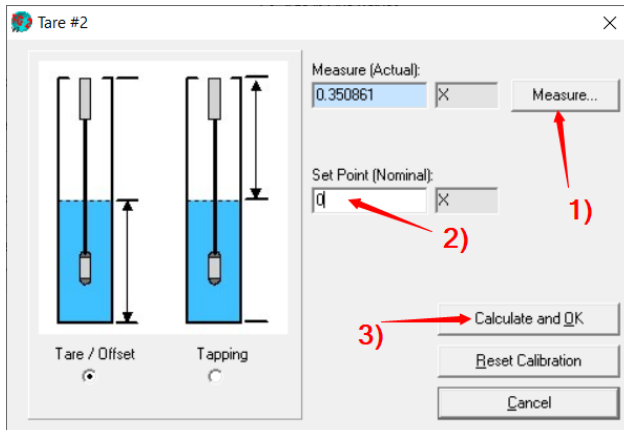 Tare #2
Measure (Actual):
0.350861 X Measure...
1)
Set Point (Nominal):
0 X
2)
3) Calculate and OK
Tare / Offset Tapping
Reset Calibration
Cancel